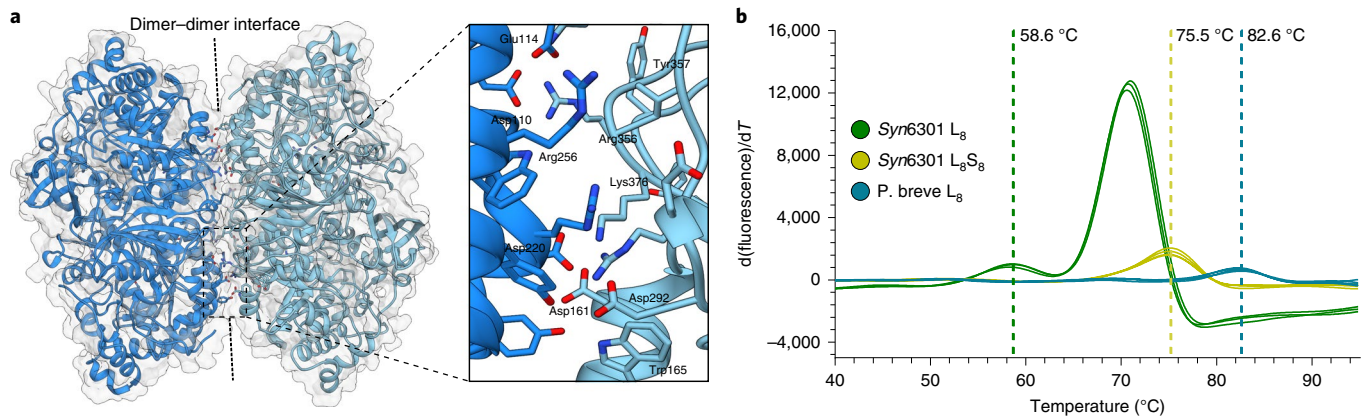 a
Dimer–dimer interface
Glu114
Tyr357
Asp110
Arg356
Arg256
Lys376
Asp220
Asp292
Asp161
Trp165
b
16,000
12,000
8,000
4,000
0
–4,000
d(fluorescence)/dT
58.6 °C
75.5 °C
82.6 °C
Syn6301 L8
Syn6301 L8S8
P. breve L8
40
50
60
70
80
90
Temperature (°C)